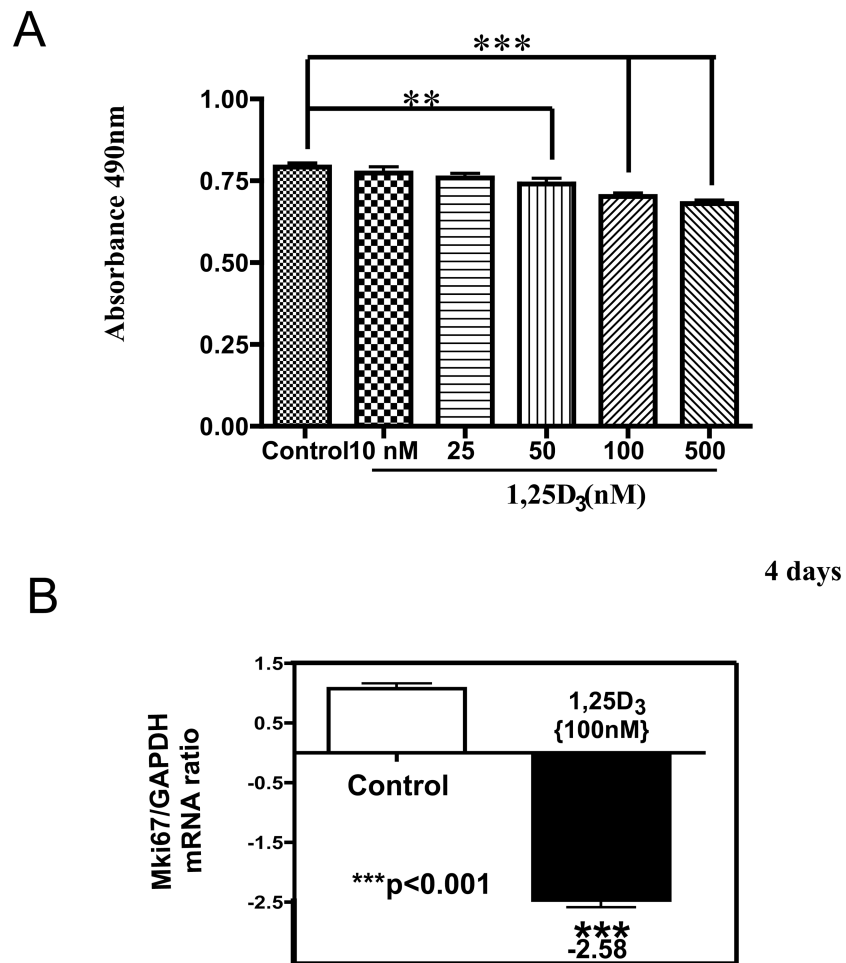 A
***
**
Absorbance 490nm
1.00
0.75
0.50
0.25
0.00
Control 10 nM 25 50 100 500
1,25D3(nM)
4 days
B
Mki67/GAPDH
mRNA ratio
1.5
0.5
-0.5
-1.5
-2.5
1,25D3
{100nM}
Control
***p<0.001
***
-2.58